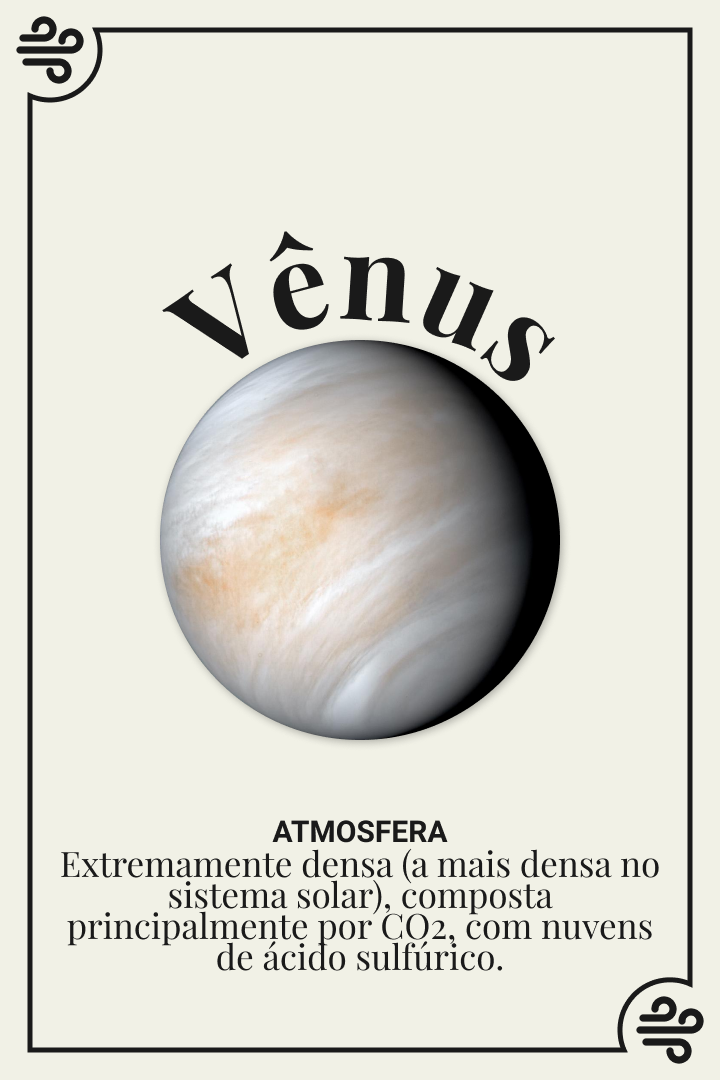 Vênus
ATMOSFERA
Extremamente densa (a mais densa no
sistema solar), composta
principalmente por CO2, com nuvens
de ácido sulfúrico.